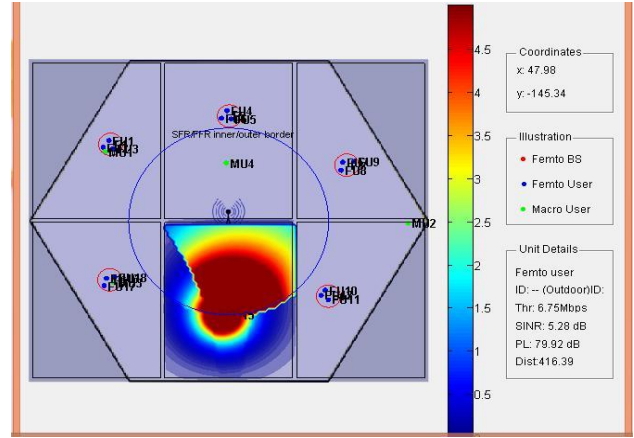 4.5
4
3.5
3
2.5
2
1.5
1
0.5
0
Coordinates
x: 47.98
y: -145.34
Illustration
Femto BS
Femto User
Macro User
Unit Details
Femto user
ID: -- (Outdoor)ID:
Thr: 6.75Mbps
SINR: 5.28 dB
PL: 79.92 dB
Dist:416.39
FU4
FU5
SFR/PFR inner/outer border
FU1
MU1
MU4
FU9
FU8
MU2
FU17
FU10
FU11